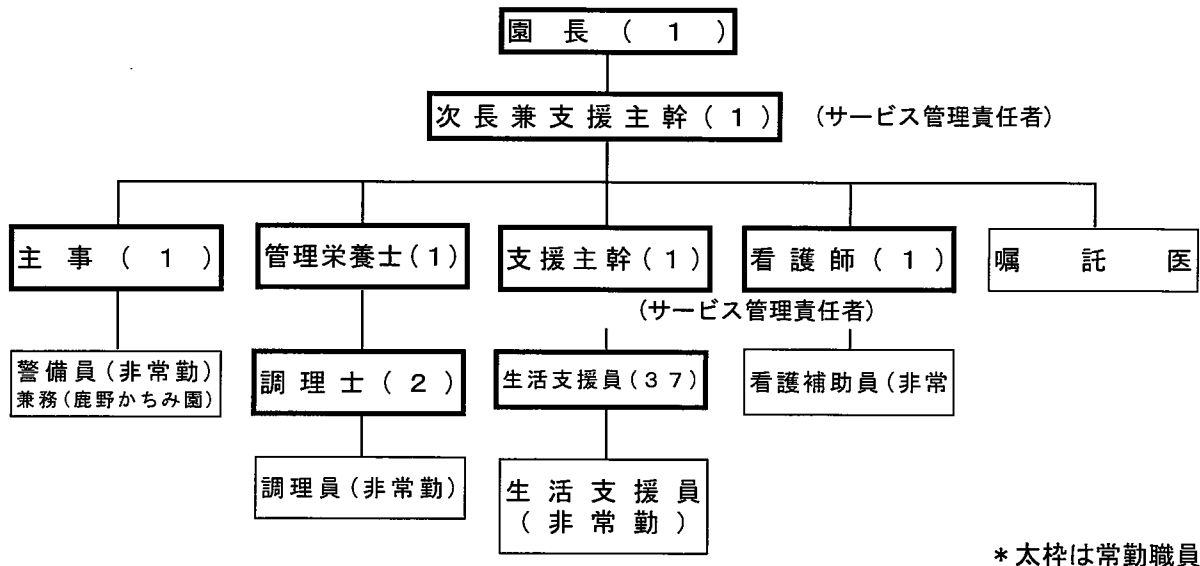 園長(1)
次長兼支援主幹(1) (サービス管理責任者)
主事(1) 管理栄養士(1) 支援主幹(1) 看護師(1) 嘱託医
(サービス管理責任者)
警備員(非常勤)
兼務(鹿野かちみ園)
調理士(2) 生活支援員(37) 看護補助員(非常
調理員(非常勤)
生活支援員
(非常勤)
*太枠は常勤職員